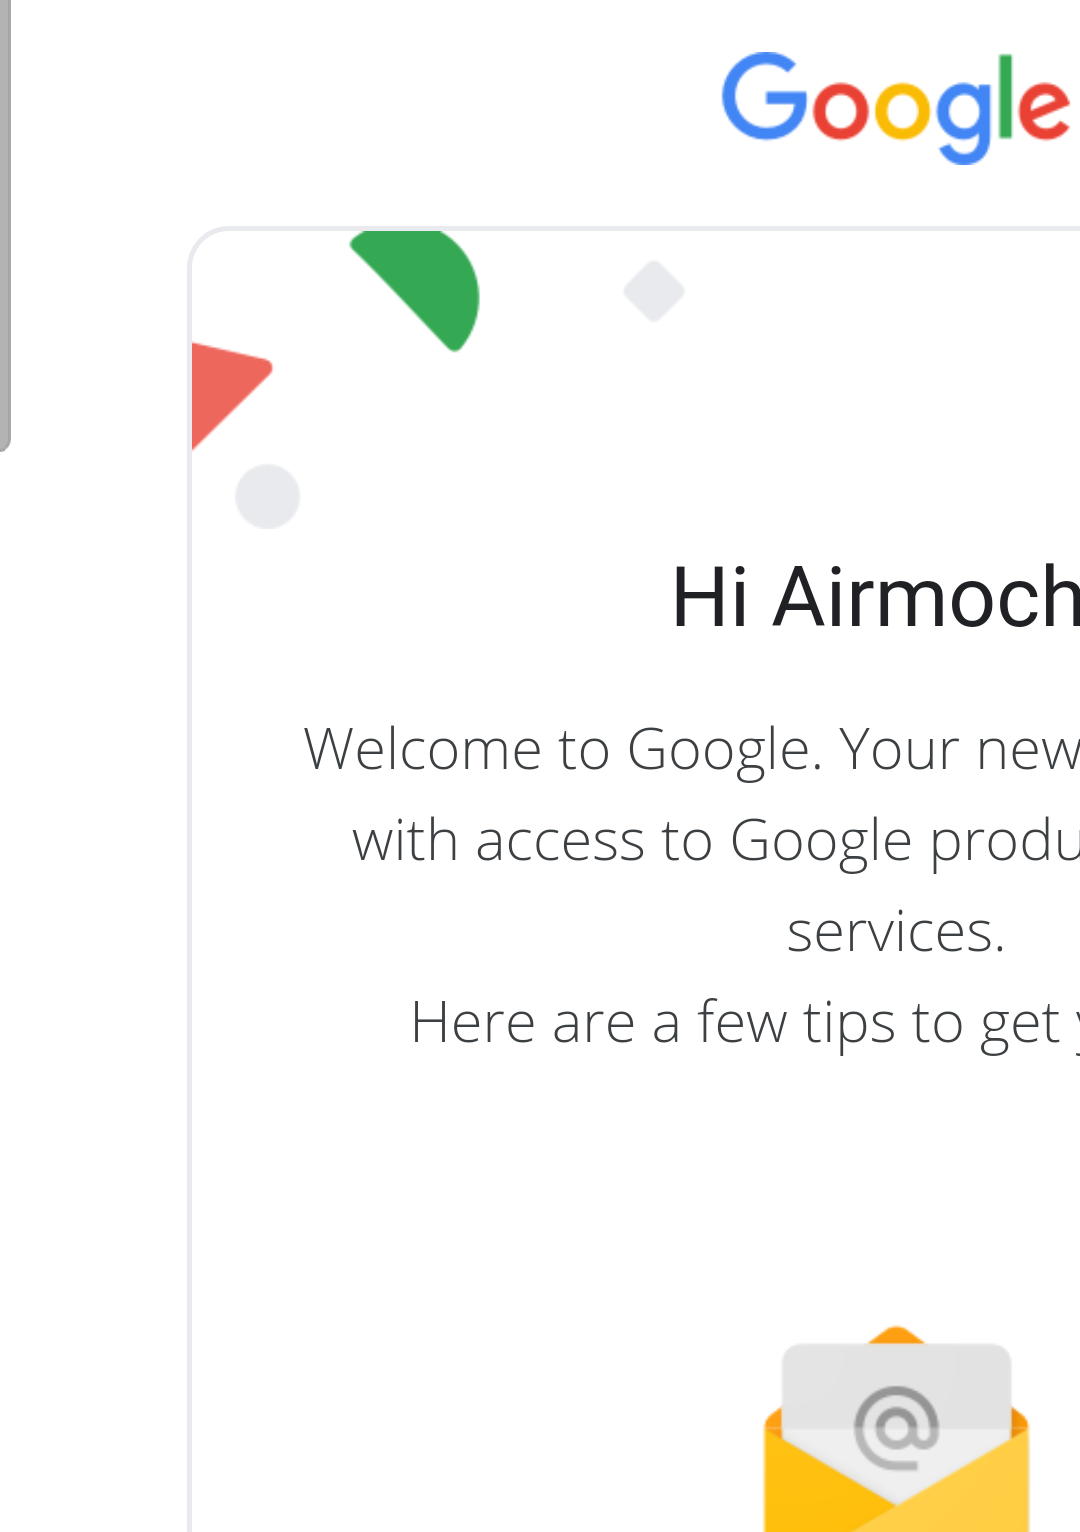 Google
Hi Airmoch
Welcome to Google. Your new
with access to Google produ
services.
Here are a few tips to get
@